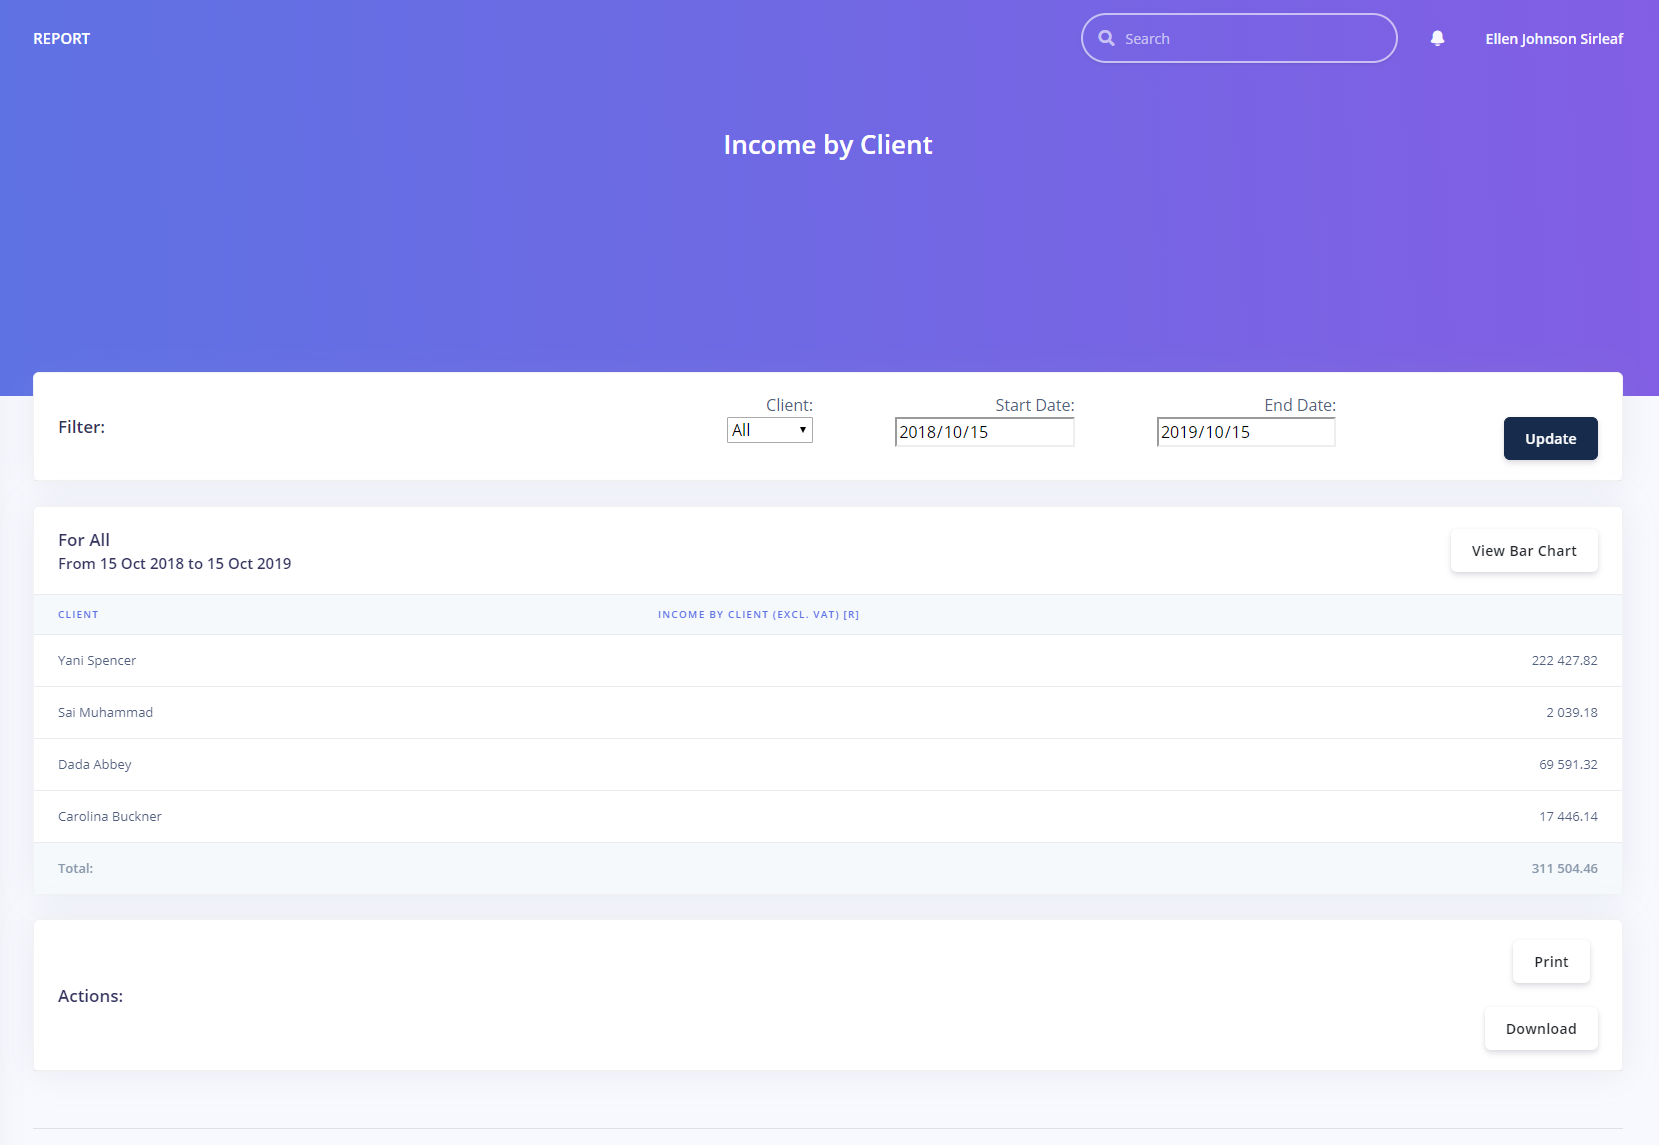 REPORT
Search
Ellen Johnson Sirleaf
Income by Client
Filter:
Client:
All
Start Date:
2018/10/15
End Date:
2019/10/15
Update
For All
From 15 Oct 2018 to 15 Oct 2019
View Bar Chart
CLIENT INCOME BY CLIENT (EXCL. VAT) [R]
Yani Spencer 222 427.82
Sai Muhammad 2 039.18
Dada Abbey 69 591.32
Carolina Buckner 17 446.14
Total: 311 504.46
Actions:
Print
Download